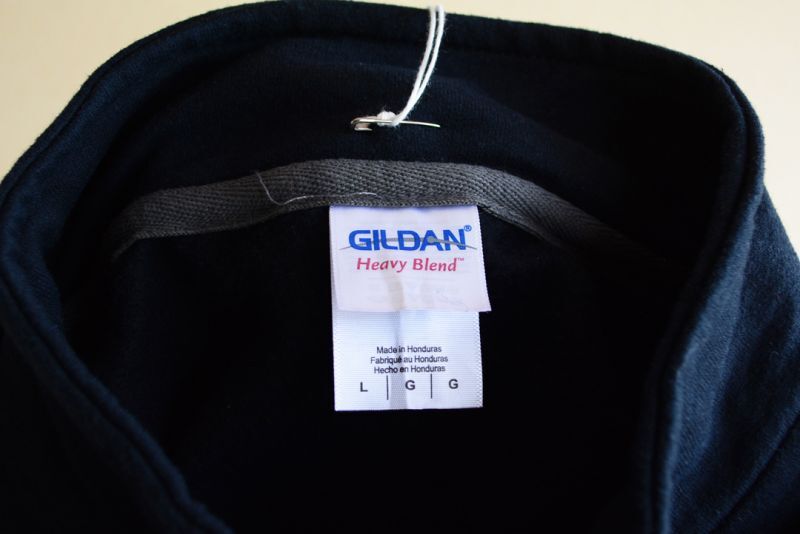 GILDAN®
Heavy Blend™
Made in Honduras
Fabriqué au Honduras
Hecho en Honduras
L | G | G